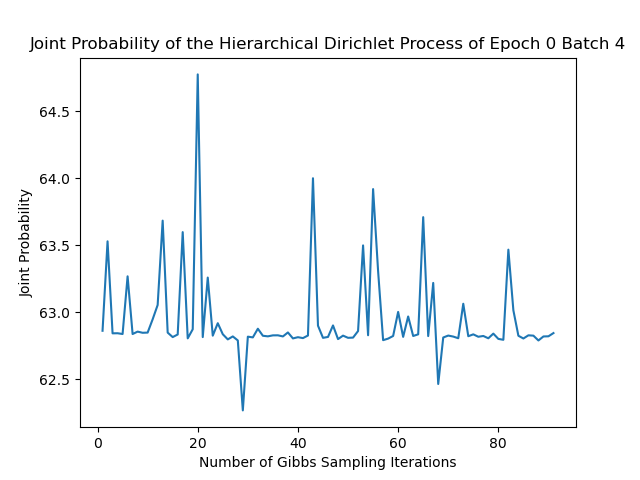 Joint Probability of the Hierarchical Dirichlet Process of Epoch 0 Batch 4
64.5
64.0
63.5
63.0
62.5
Joint Probability
0 20 40 60 80
Number of Gibbs Sampling Iterations